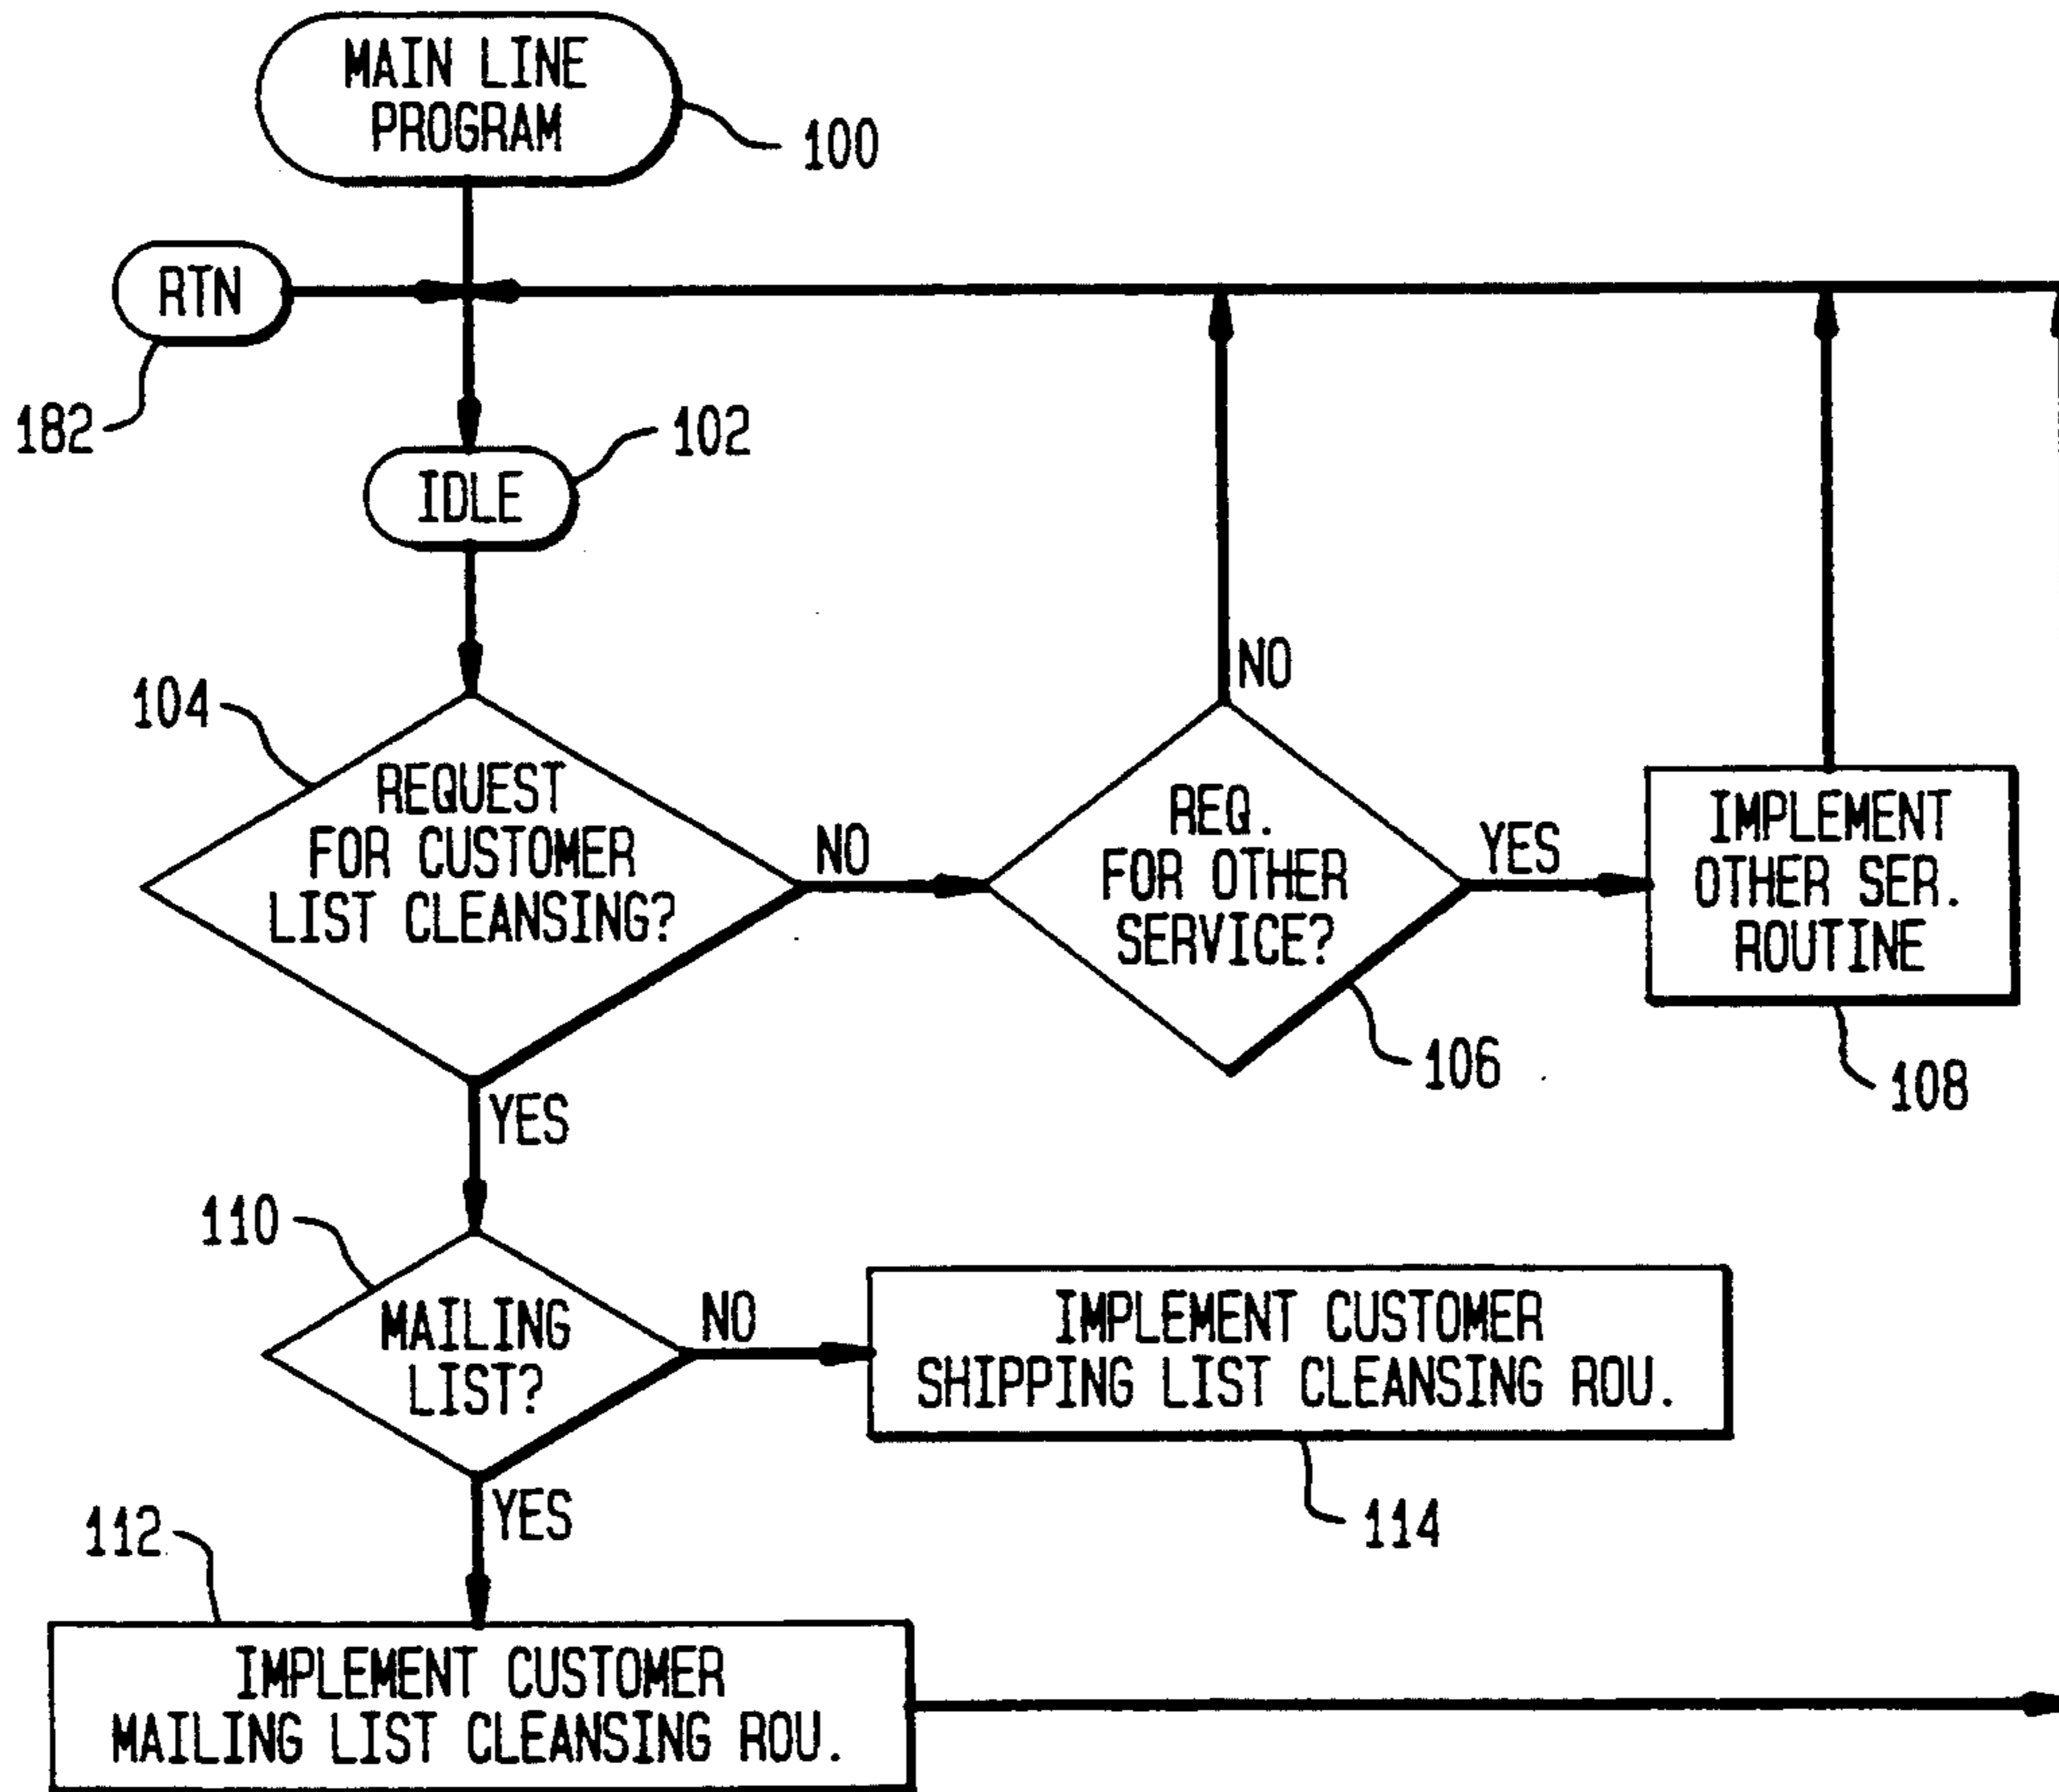 MAIN LINE
PROGRAM
100
RTN
182
102
IDLE
104
REQUEST
FOR CUSTOMER
LIST CLEANSING?
NO
NO
REQ.
FOR OTHER
SERVICE?
YES
IMPLEMENT
OTHER SER.
ROUTINE
106
108
YES
110
MAILING
LIST?
NO
IMPLEMENT CUSTOMER
SHIPPING LIST CLEANSING ROU.
114
YES
112
IMPLEMENT CUSTOMER
MAILING LIST CLEANSING ROU.